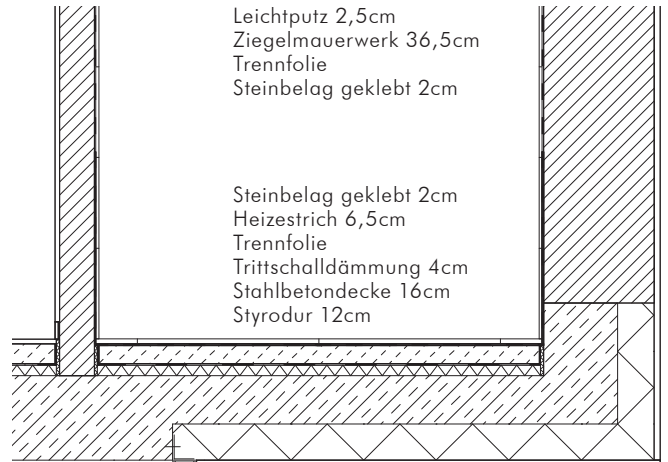 Leichtputz 2,5cm
Ziegelmauerwerk 36,5cm
Trennfolie
Steinbelag geklebt 2cm
Steinbelag geklebt 2cm
Heizestrich 6,5cm
Trennfolie
Trittschalldämmung 4cm
Stahlbetondecke 16cm
Styrodur 12cm